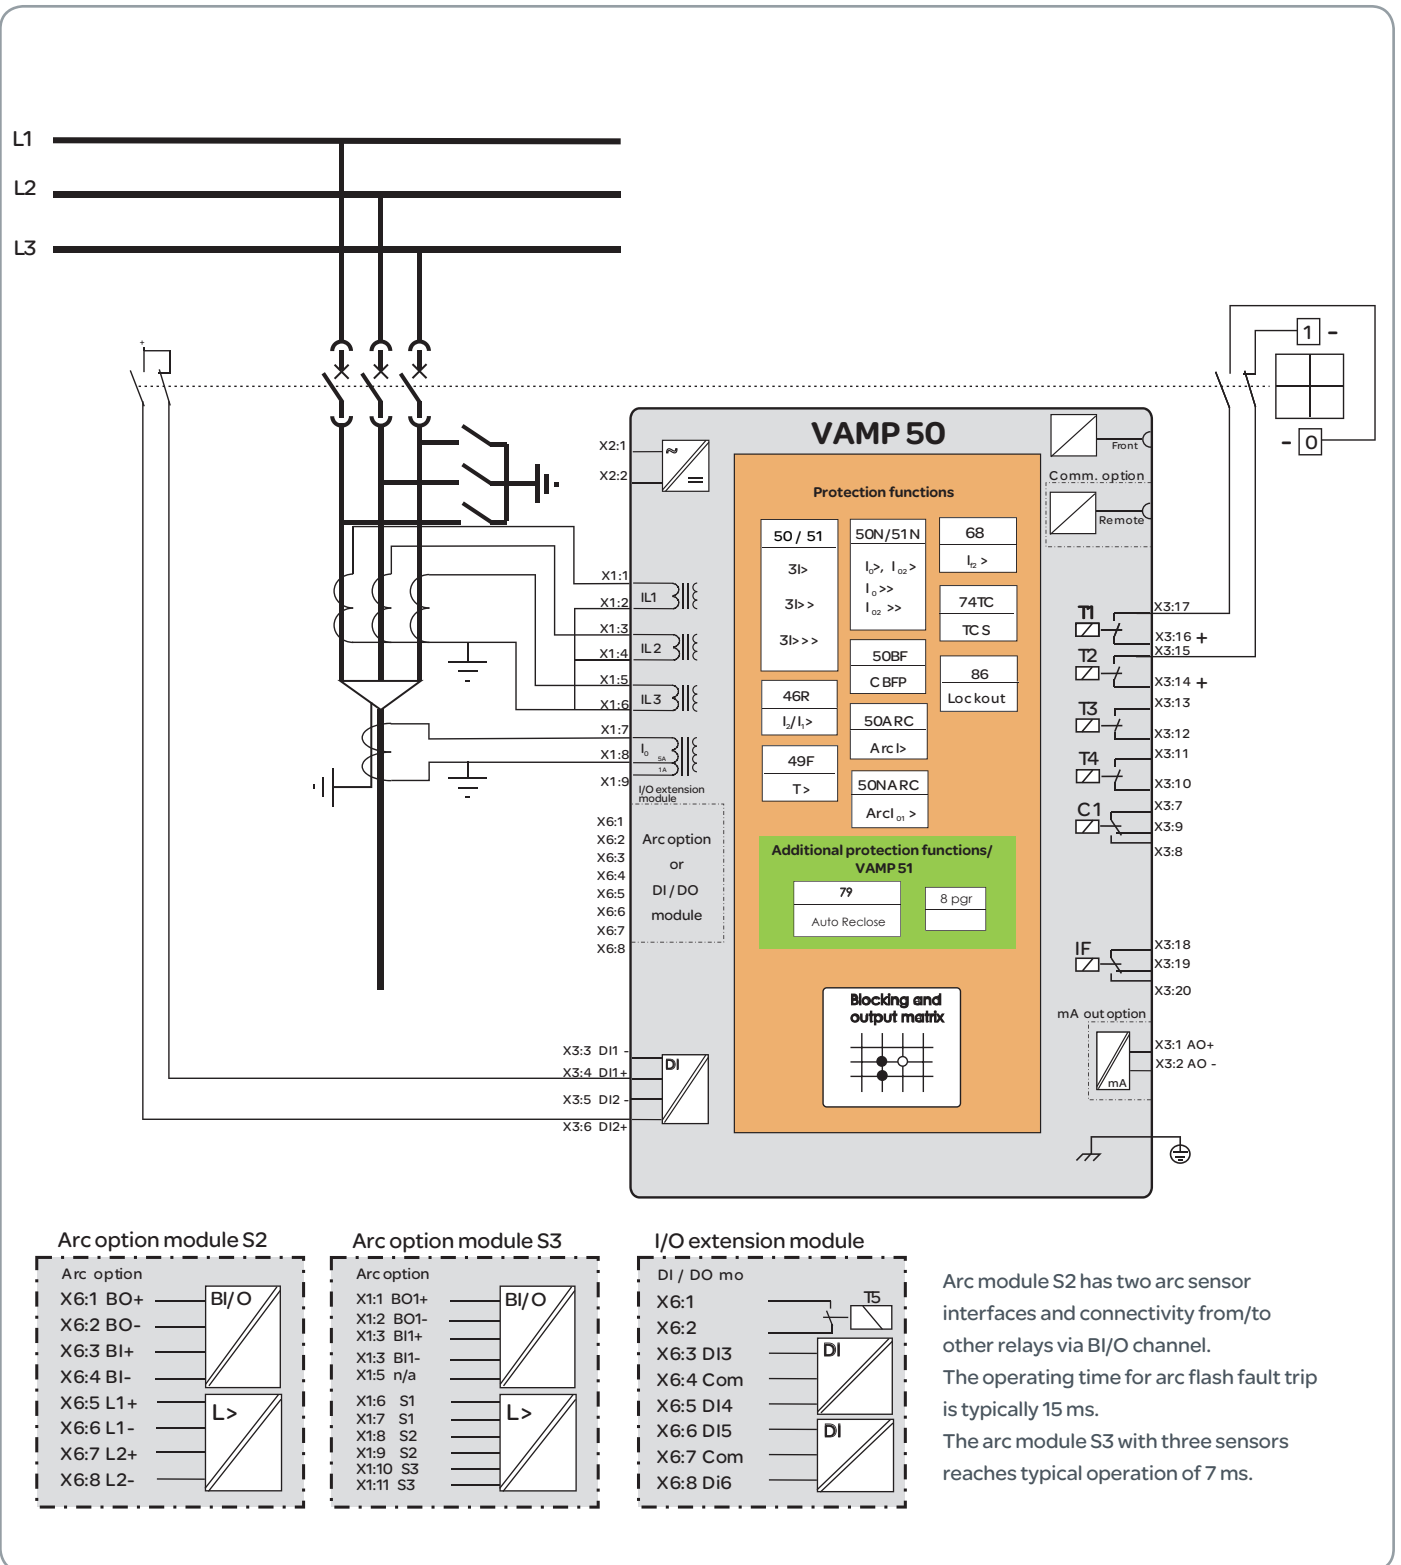 L1
L2
L3
+
1 -
- 0
VAMP 50
X2:1
X2:2
~
=
Front
Comm. option
Remote
Protection functions
50 / 51
3I>
3I>>
3I>>>
50N/51N
I₀>, I₀₂>
I₀>>
I₀₂ >>
68
If2 >
74TC
TCS
50BF
CBFP
86
Lockout
46R
I₂/I₁>
50ARC
ArcI>
49F
T>
50NARC
ArcI₀₁ >
Additional protection functions/
VAMP 51
79
Auto Reclose
8 pgr
Blocking and
output matrix
X1:1
X1:2
IL1
X1:3
X1:4
IL2
X1:5
X1:6
IL3
X1:7
X1:8
X1:9
I₀
5A
1A
I/O extension
module
X6:1
X6:2
X6:3
X6:4
X6:5
X6:6
X6:7
X6:8
Arc option
or
DI / DO
module
X3:3 DI1 -
X3:4 DI1+
X3:5 DI2 -
X3:6 DI2+
DI
T1
X3:17
X3:16 +
T2
X3:15
X3:14 +
T3
X3:13
X3:12
T4
X3:11
X3:10
C1
X3:7
X3:9
X3:8
IF
X3:18
X3:19
X3:20
mA out option
mA
X3:1 AO+
X3:2 AO -
Arc option module S2
Arc option
X6:1 BO+
X6:2 BO-
X6:3 BI+
X6:4 BI-
X6:5 L1+
X6:6 L1-
X6:7 L2+
X6:8 L2-
BI/O
L>
Arc option module S3
Arc option
X1:1 BO1+
X1:2 BO1-
X1:3 BI1+
X1:3 BI1-
X1:5 n/a
X1:6 S1
X1:7 S1
X1:8 S2
X1:9 S2
X1:10 S3
X1:11 S3
BI/O
L>
I/O extension module
DI / DO mo
X6:1
X6:2
X6:3 DI3
X6:4 Com
X6:5 DI4
X6:6 DI5
X6:7 Com
X6:8 Di6
T5
DI
DI
Arc module S2 has two arc sensor
interfaces and connectivity from/to
other relays via BI/O channel.
The operating time for arc flash fault trip
is typically 15 ms.
The arc module S3 with three sensors
reaches typical operation of 7 ms.